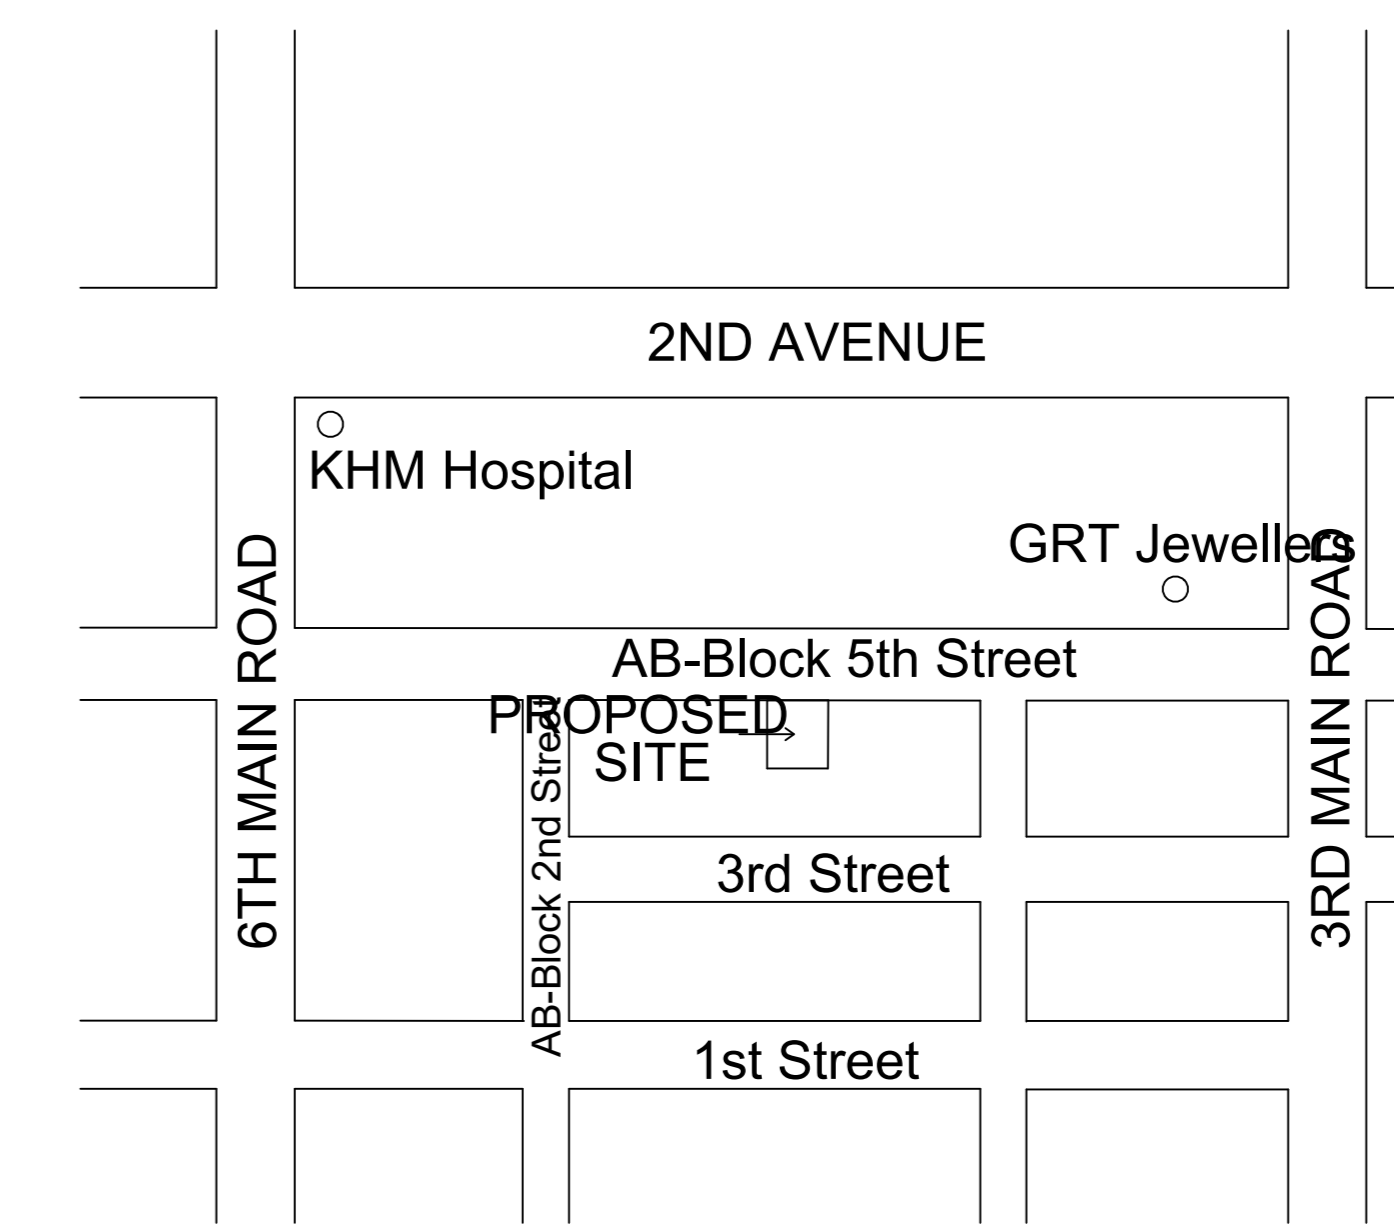 2ND AVENUE
KHM Hospital
GRT Jewellers
6TH MAIN ROAD
3RD MAIN ROAD
AB-Block 5th Street
PROPOSED
SITE
AB-Block 2nd Street
3rd Street
1st Street